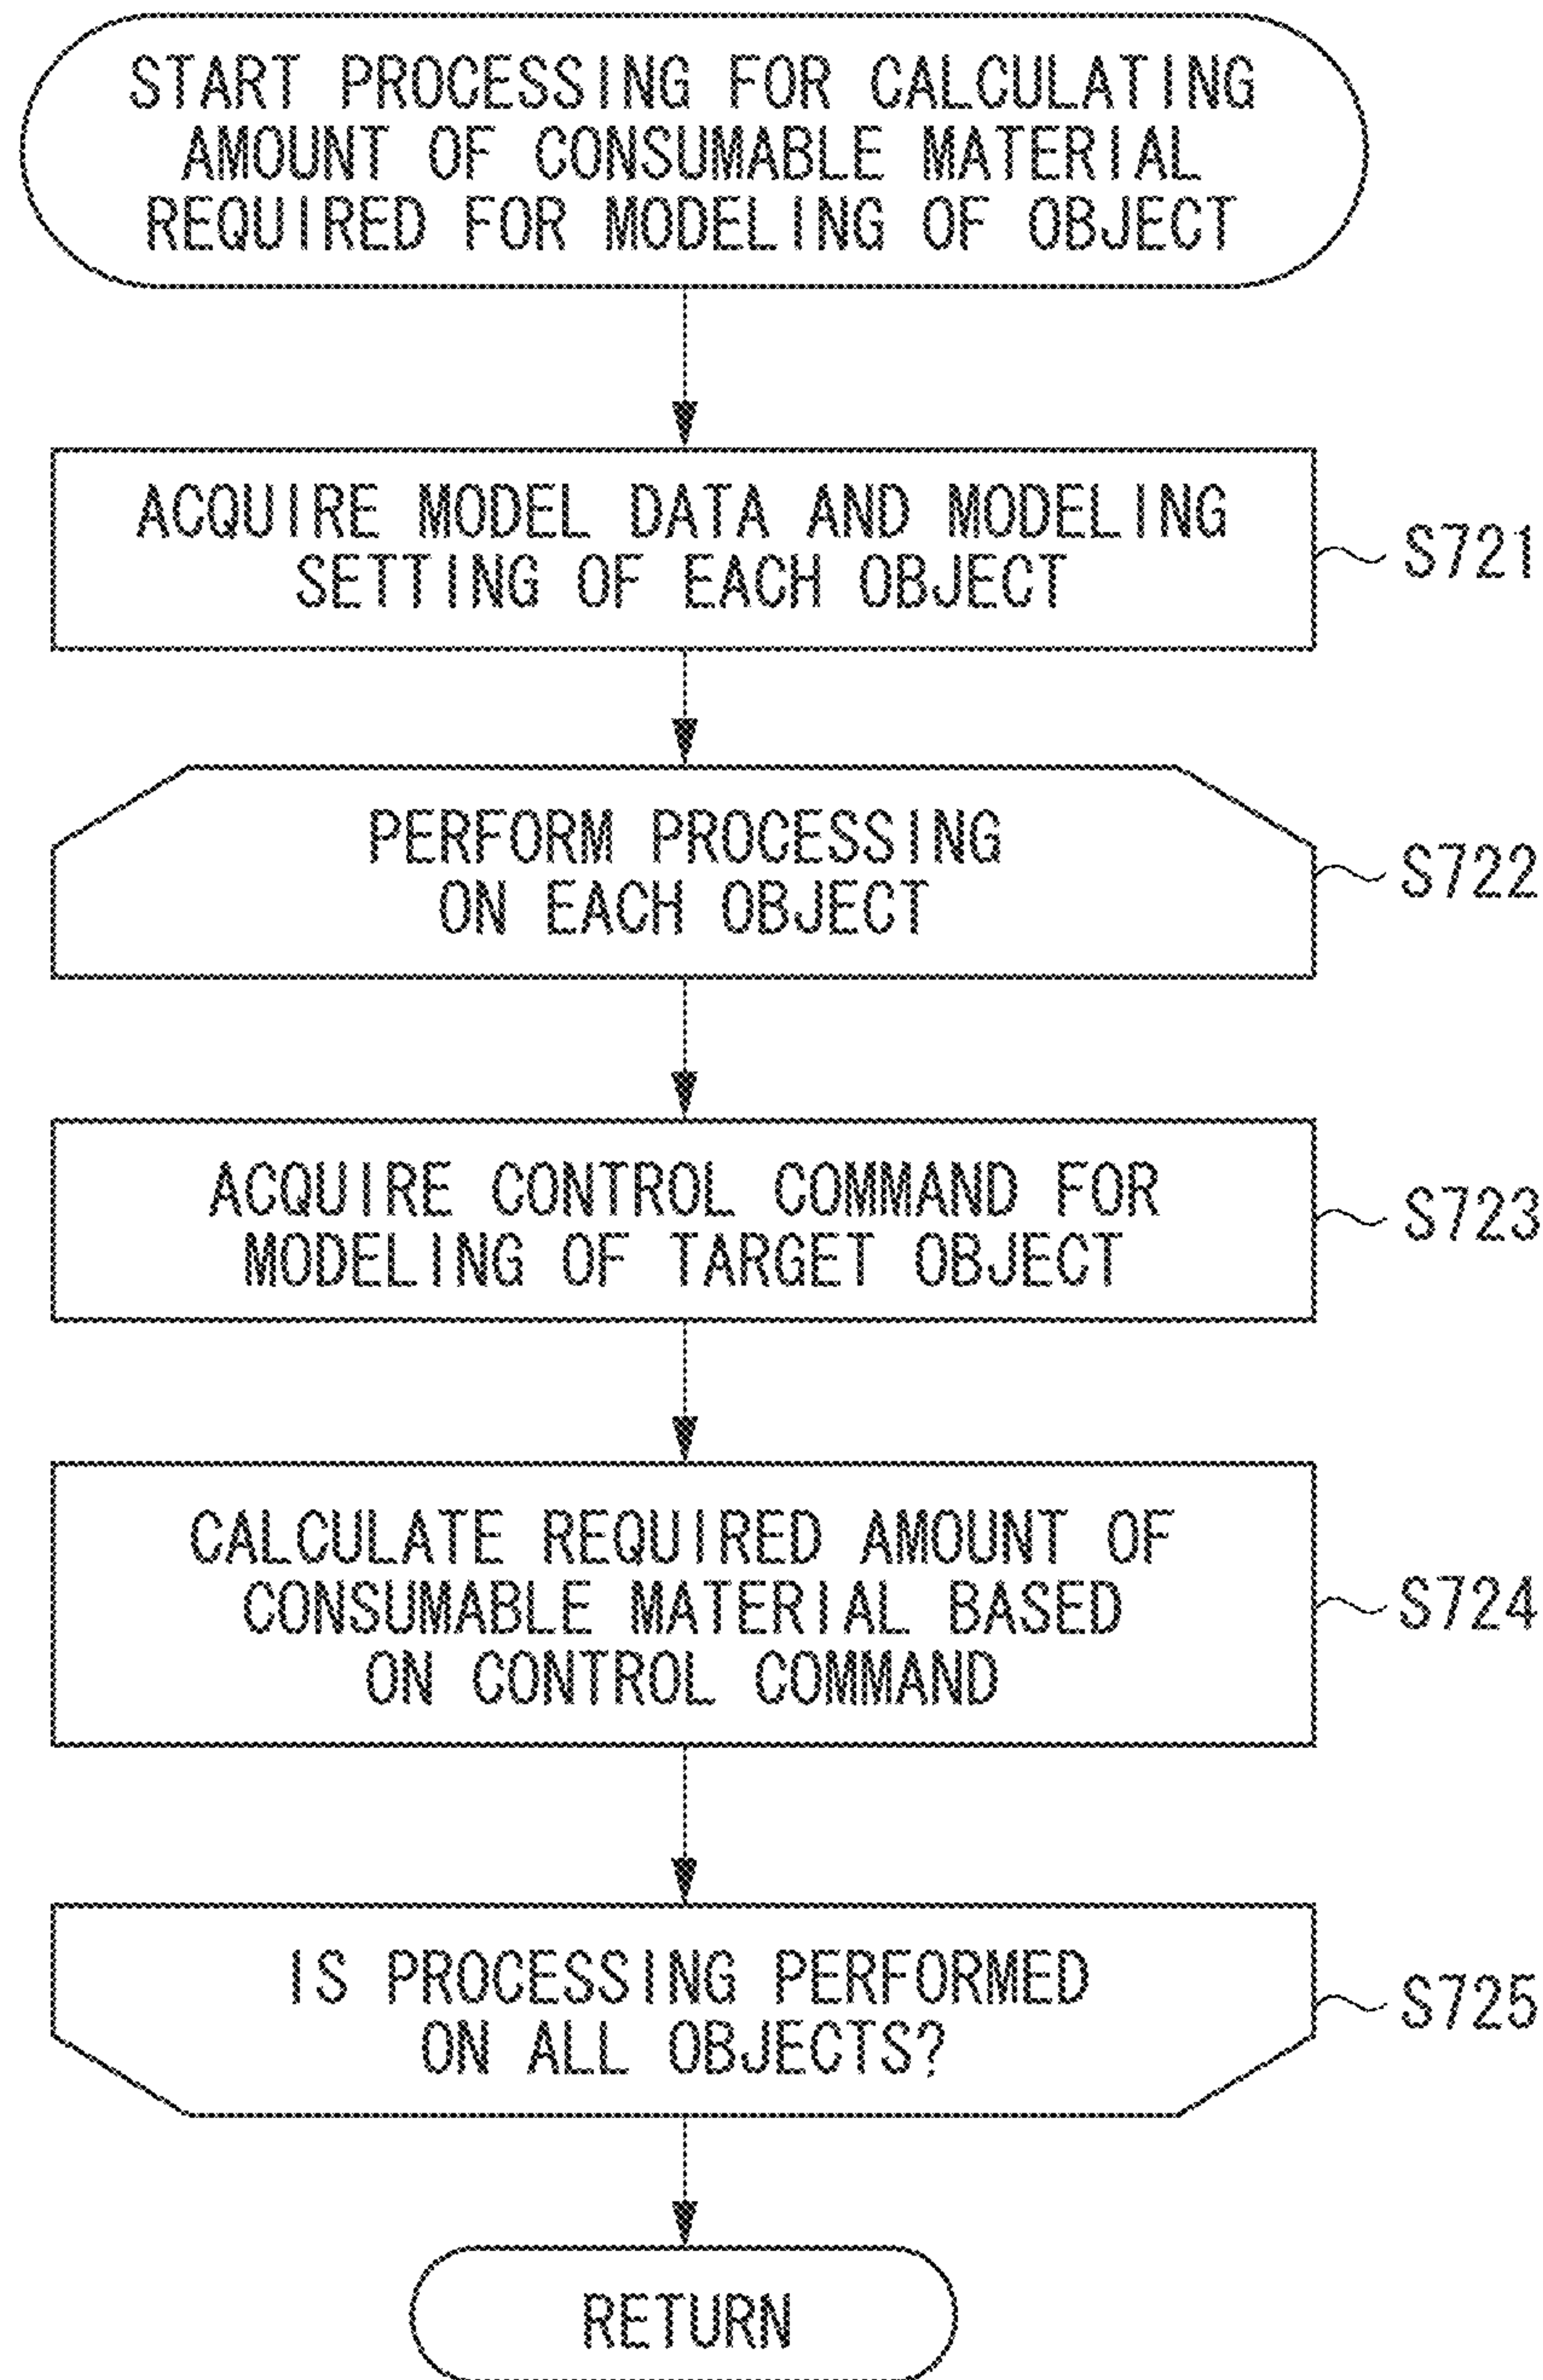 START PROCESSING FOR CALCULATING
AMOUNT OF CONSUMABLE MATERIAL
REQUIRED FOR MODELING OF OBJECT
ACQUIRE MODEL DATA AND MODELING
SETTING OF EACH OBJECT
S721
PERFORM PROCESSING
ON EACH OBJECT
S722
ACQUIRE CONTROL COMMAND FOR
MODELING OF TARGET OBJECT
S723
CALCULATE REQUIRED AMOUNT OF
CONSUMABLE MATERIAL BASED
ON CONTROL COMMAND
S724
IS PROCESSING PERFORMED
ON ALL OBJECTS?
S725
RETURN